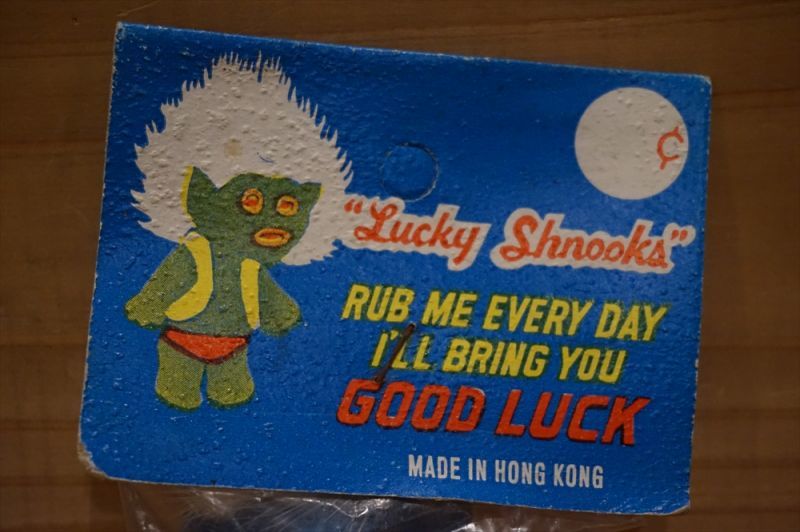 ¢
"Lucky Shnooks"
RUB ME EVERY DAY
I'LL BRING YOU
GOOD LUCK
MADE IN HONG KONG